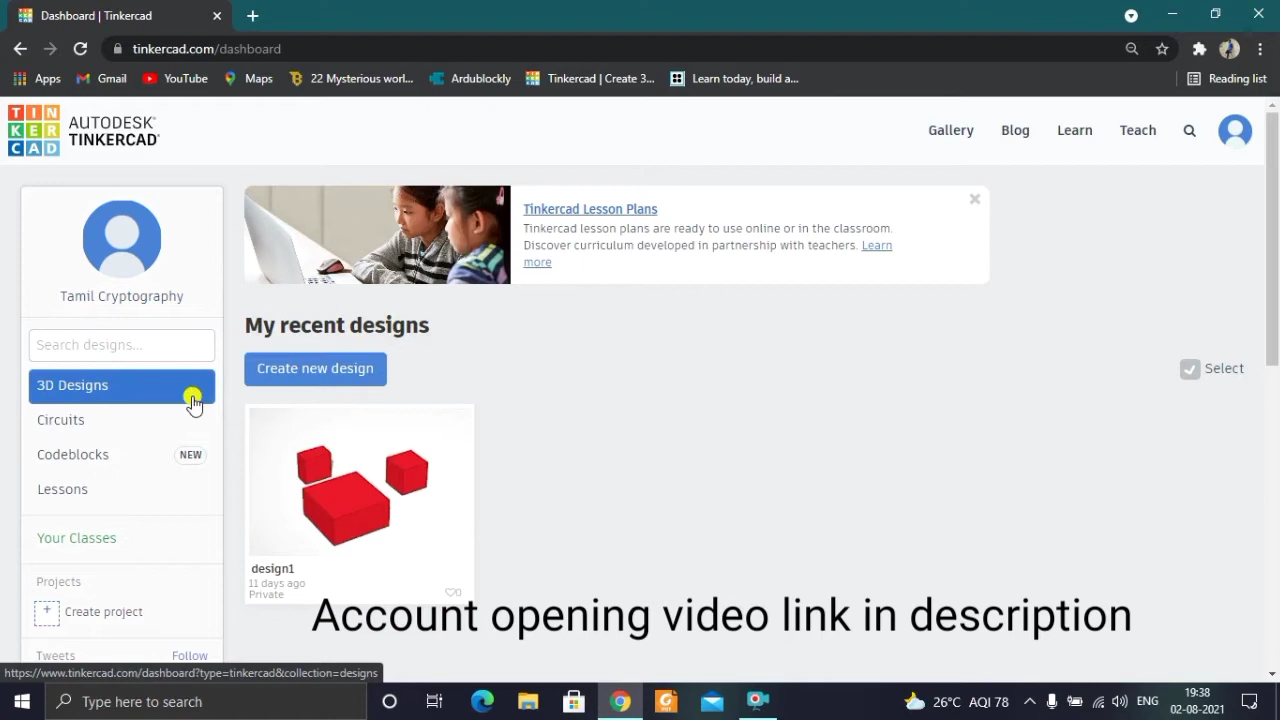 Dashboard | Tinkercad
tinkercad.com/dashboard
Apps Gmail YouTube Maps 22 Mysterious worl... Ardublockly Tinkercad | Create 3... Learn today, build a... Reading list
TIN
KER
CAD
AUTODESK®
TINKERCAD®
Gallery Blog Learn Teach
Tamil Cryptography
Search designs...
3D Designs
Circuits
Codeblocks NEW
Lessons
Your Classes
Projects
+ Create project
Tweets Follow
Tinkercad Lesson Plans
Tinkercad lesson plans are ready to use online or in the classroom.
Discover curriculum developed in partnership with teachers. Learn
more
My recent designs
Create new design
Select
design1
11 days ago
Private
0
Account opening video link in description
https://www.tinkercad.com/dashboard?type=tinkercad&collection=designs
Type here to search
26°C AQI 78
ENG
19:38
02-08-2021